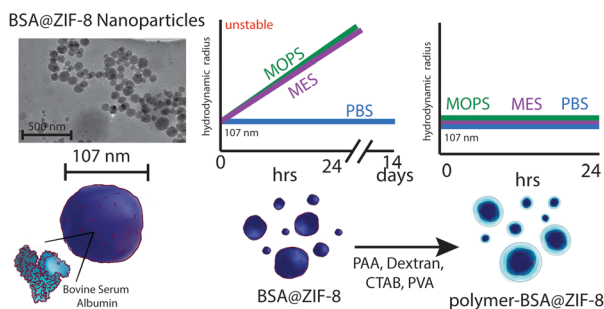 BSA@ZIF-8 Nanoparticles
500 nm
107 nm
Bovine Serum
Albumin
unstable
hydrodynamic radius
MOPS
MES
PBS
107 nm
0
24
14
hrs
days
BSA@ZIF-8
PAA, Dextran,
CTAB, PVA
hydrodynamic radius
MOPS MES PBS
107 nm
0
24
hrs
polymer-BSA@ZIF-8